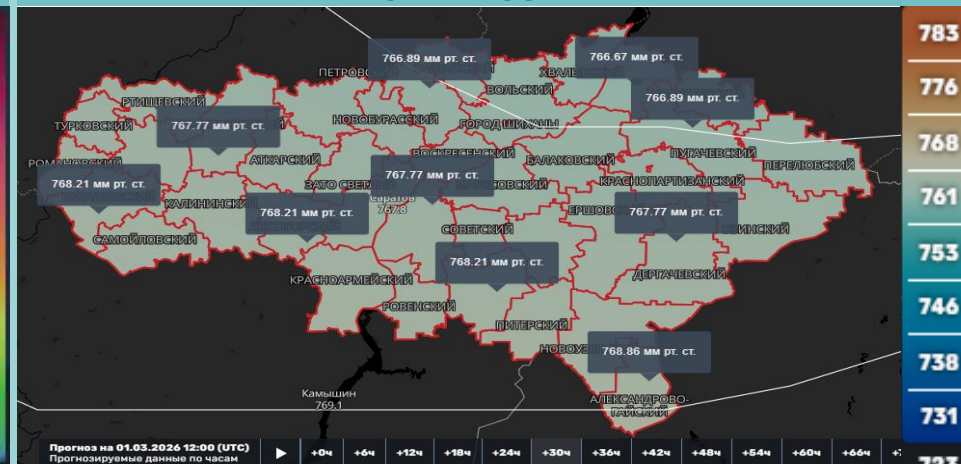 766.89 мм рт. ст.
766.67 мм рт. ст.
783
ПЕТРОВСКИЙ
776
ВОЛЬСКИЙ
766.89 мм рт. ст.
РТИЩЕВСКИЙ
ТУРКОВСКИЙ
767.77 мм рт. ст.
НОВОБУРАССКИЙ
ГОРОД ШИХАНЫ
768
АТКАРСКИЙ
ВОСКРЕСЕНСКИЙ
БАЛАКОВСКИЙ
ПУГАЧЕВСКИЙ
ПЕРЕЛЮБСКИЙ
РОМАНОВСКИЙ
768.21 мм рт. ст.
ЗАТО СВЕТЛЫЙ
767.77 мм рт. ст.
КРАСНОПАРТИЗАНСКИЙ
761
КАЛИНИНСКИЙ
768.21 мм рт. ст.
Саратов
767.8
767.77 мм рт. ст.
САМОЙЛОВСКИЙ
СОВЕТСКИЙ
753
768.21 мм рт. ст.
КРАСНОАРМЕЙСКИЙ
ДЕРГАЧЕВСКИЙ
РОВЕНСКИЙ
746
ПИТЕРСКИЙ
768.86 мм рт. ст.
738
Камышин
769.1
АЛЕКСАНДРОВО-
ГАЙСКИЙ
731
Прогноз на 01.03.2026 12:00 (UTC)
Прогнозируемые данные по часам
+0ч +6ч +12ч +18ч +24ч +30ч +36ч +42ч +48ч +54ч +60ч +66ч
723